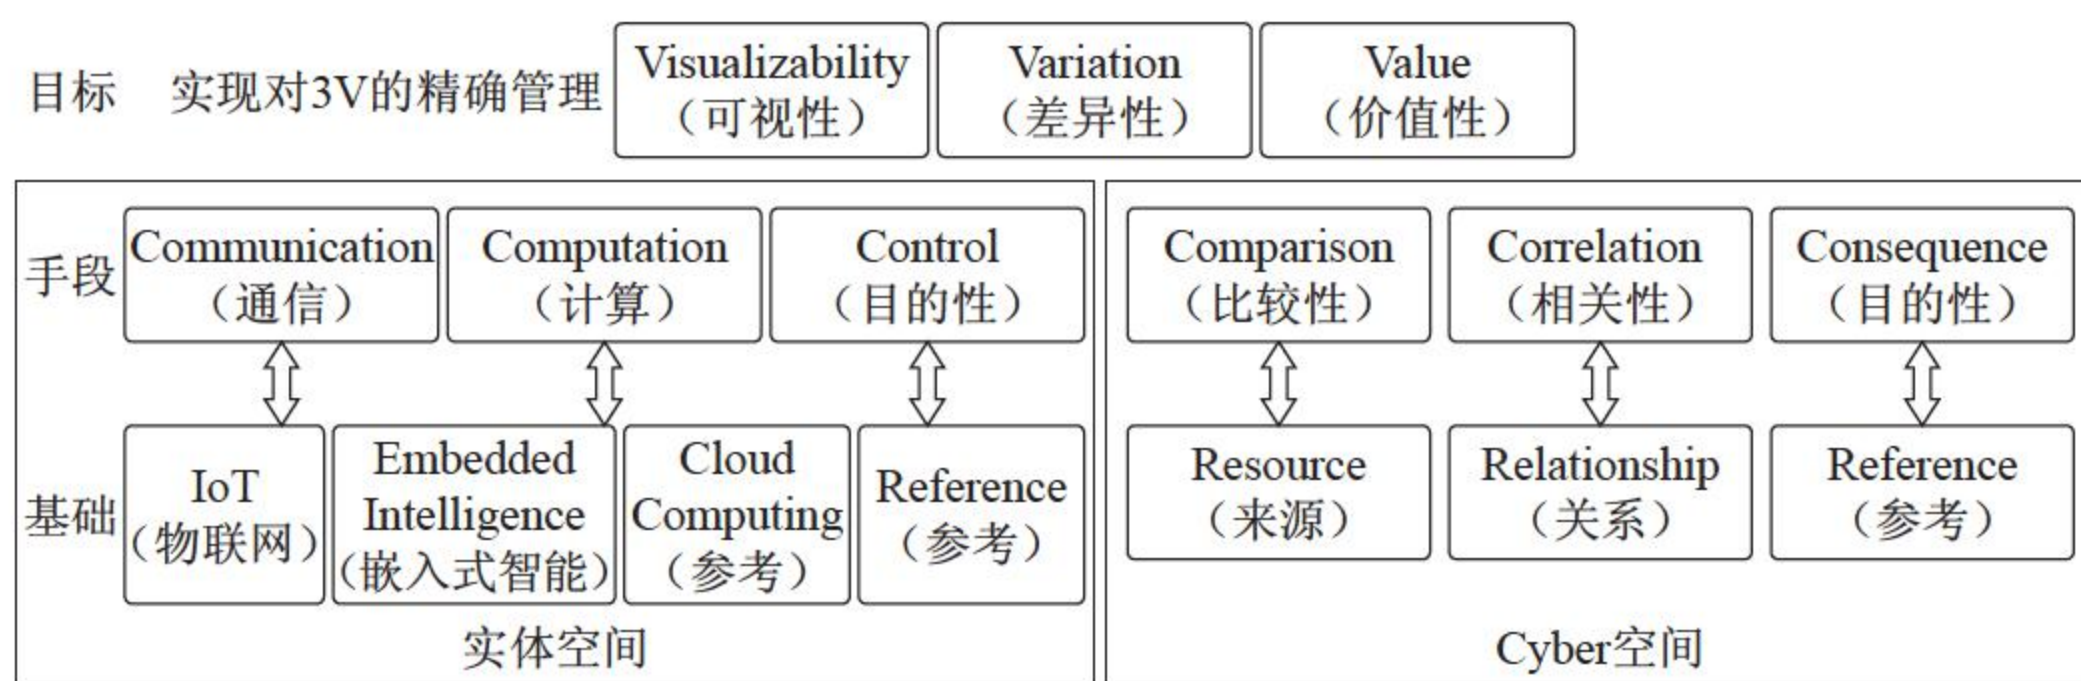 目标 实现对3V的精确管理
Visualizability
（可视性）
Variation
（差异性）
Value
（价值性）
手段
Communication
（通信）
Computation
（计算）
Control
（目的性）
Comparison
（比较性）
Correlation
（相关性）
Consequence
（目的性）
基础
IoT
（物联网）
Embedded
Intelligence
（嵌入式智能）
Cloud
Computing
（参考）
Reference
（参考）
Resource
（来源）
Relationship
（关系）
Reference
（参考）
实体空间
Cyber空间